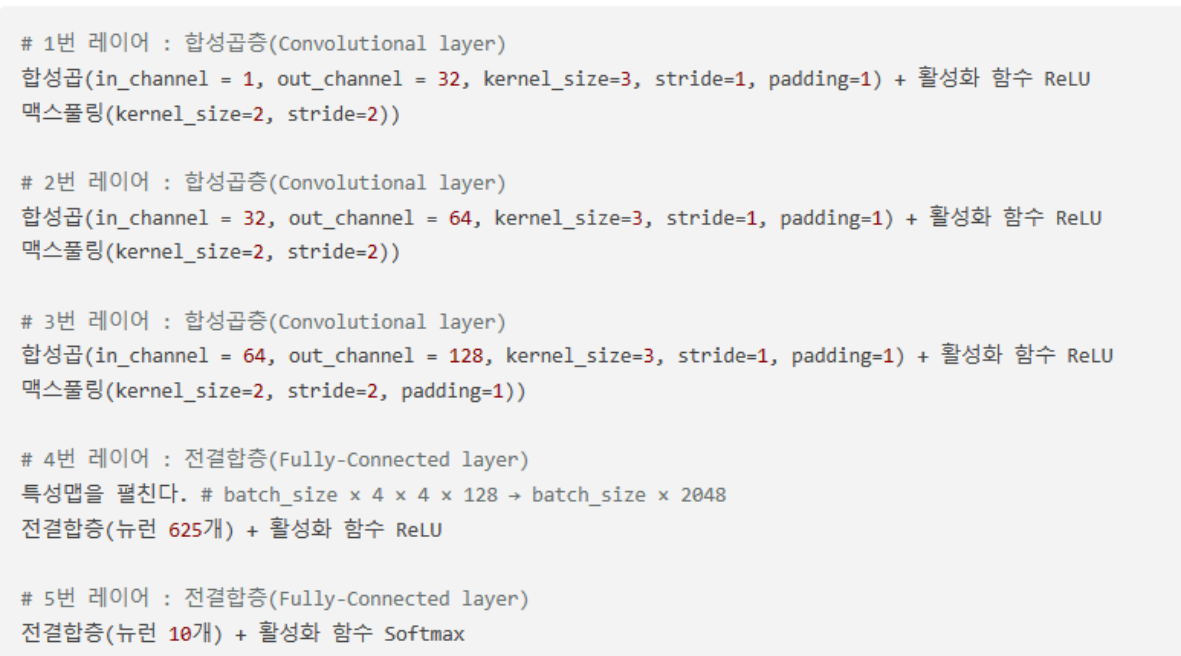 # 1번 레이어 : 합성곱층(Convolutional layer)
합성곱(in_channel = 1, out_channel = 32, kernel_size=3, stride=1, padding=1) + 활성화 함수 ReLU
맥스풀링(kernel_size=2, stride=2))
# 2번 레이어 : 합성곱층(Convolutional layer)
합성곱(in_channel = 32, out_channel = 64, kernel_size=3, stride=1, padding=1) + 활성화 함수 ReLU
맥스풀링(kernel_size=2, stride=2))
# 3번 레이어 : 합성곱층(Convolutional layer)
합성곱(in_channel = 64, out_channel = 128, kernel_size=3, stride=1, padding=1) + 활성화 함수 ReLU
맥스풀링(kernel_size=2, stride=2, padding=1))
# 4번 레이어 : 전결합층(Fully-Connected layer)
특성맵을 펼친다. # batch_size × 4 × 4 × 128 → batch_size × 2048
전결합층(뉴런 625개) + 활성화 함수 ReLU
# 5번 레이어 : 전결합층(Fully-Connected layer)
전결합층(뉴런 10개) + 활성화 함수 Softmax